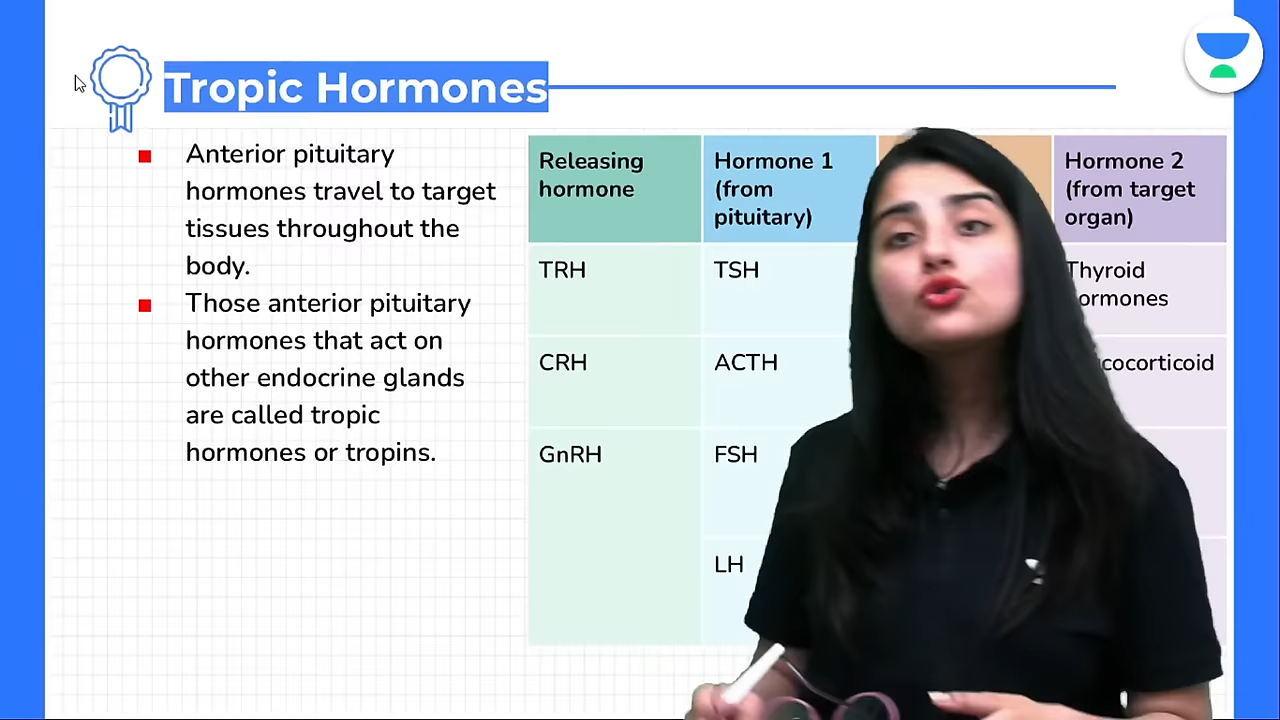 Tropic Hormones
Anterior pituitary
hormones travel to target
tissues throughout the
body.
Those anterior pituitary
hormones that act on
other endocrine glands
are called tropic
hormones or tropins.
Releasing
hormone
Hormone 1
(from
pituitary)
Hormone 2
(from target
organ)
TRH
TSH
Thyroid
ormones
CRH
ACTH
cocorticoid
GnRH
FSH
LH